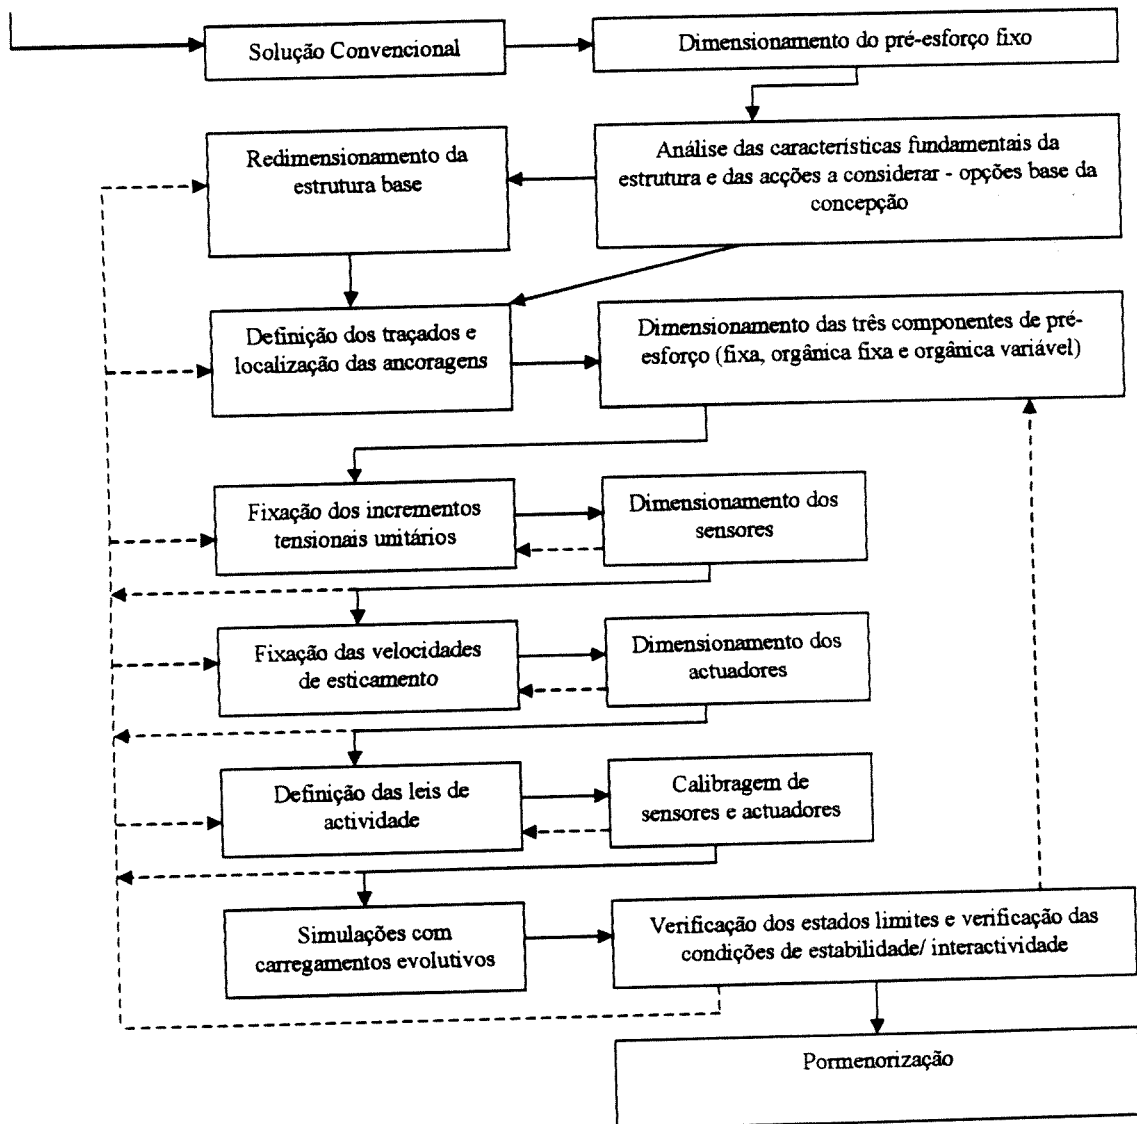 Solução Convencional
Dimensionamento do pré-esforço fixo
Redimensionamento da
estrutura base
Análise das características fundamentais da
estrutura e das acções a considerar - opções base da
concepção
Definição dos traçados e
localização das ancoragens
Dimensionamento das três componentes de pré-
esforço (fixa, orgânica fixa e orgânica variável)
Fixação dos incrementos
tensionais unitários
Dimensionamento dos
sensores
Fixação das velocidades
de esticamento
Dimensionamento dos
actuadores
Definição das leis de
actividade
Calibragem de
sensores e actuadores
Simulações com
carregamentos evolutivos
Verificação dos estados limites e verificação das
condições de estabilidade/ interactividade
Pormenorização